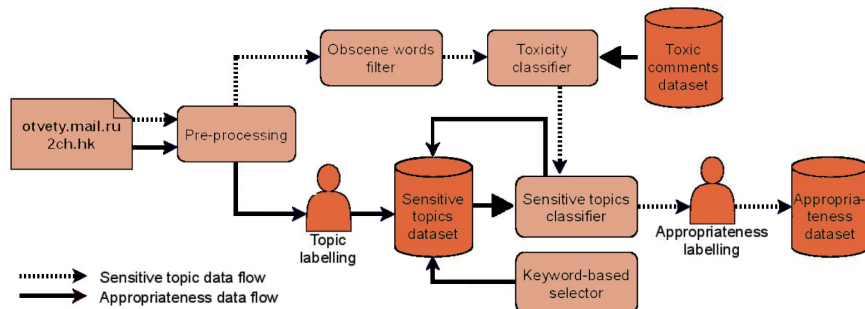 Obscene words
filter
Toxicity
classifier
Toxic
comments
dataset
otvety.mail.ru
2ch.hk
Pre-processing
Topic
labelling
Sensitive
topics
dataset
Sensitive topics
classifier
Appropriateness
labelling
Appropria-
teness
dataset
Keyword-based
selector
Sensitive topic data flow
Appropriateness data flow